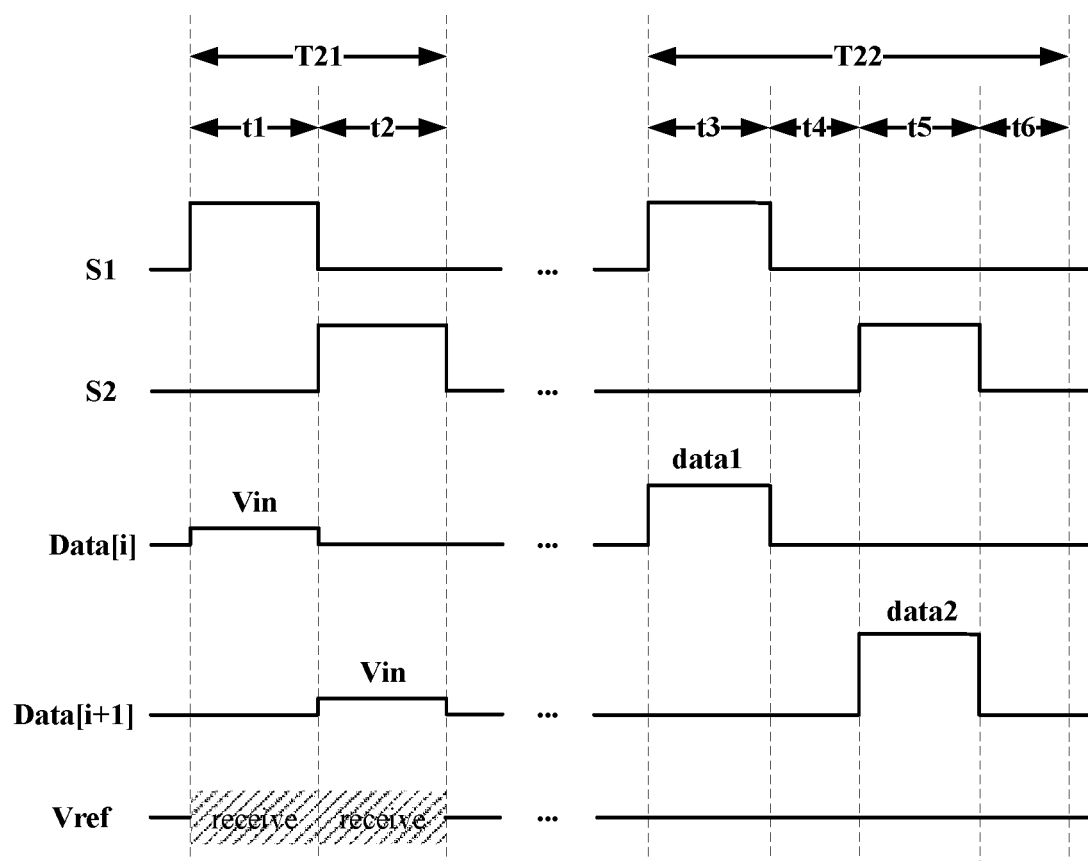 T21 T22
t1 t2 t3 t4 t5 t6
S1 ...
S2 ...
data1
Vin
Data[i] ...
data2
Vin
Data[i+1] ...
Vref receive receive ...